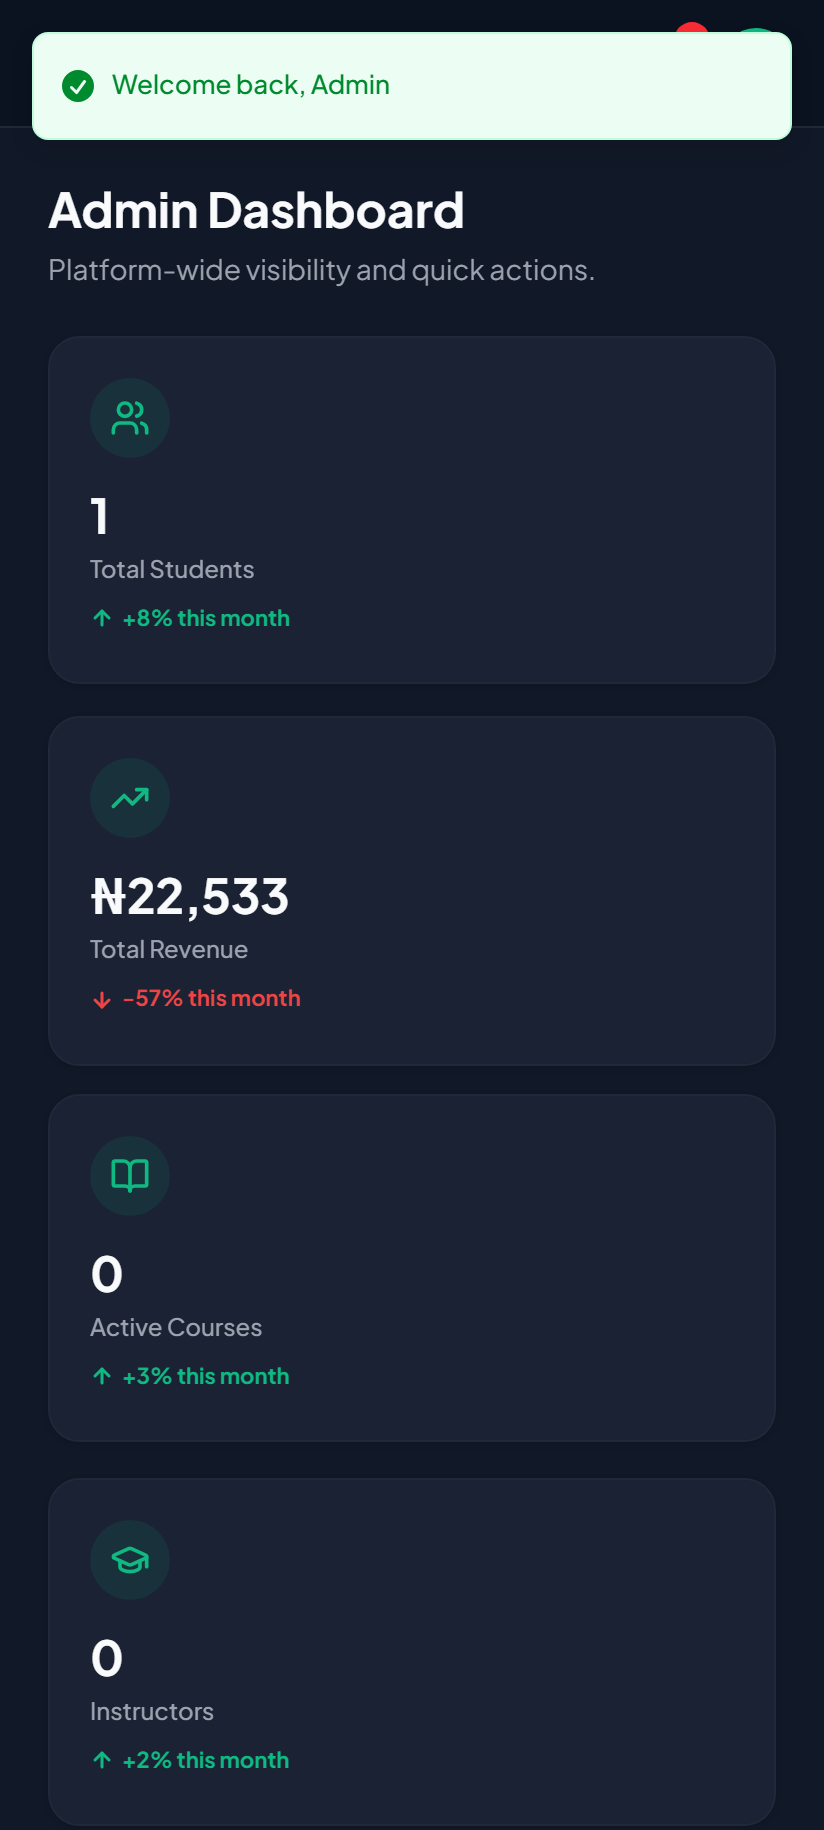 Welcome back, Admin
Admin Dashboard
Platform-wide visibility and quick actions.
1
Total Students
+8% this month
₦22,533
Total Revenue
-57% this month
0
Active Courses
+3% this month
0
Instructors
+2% this month